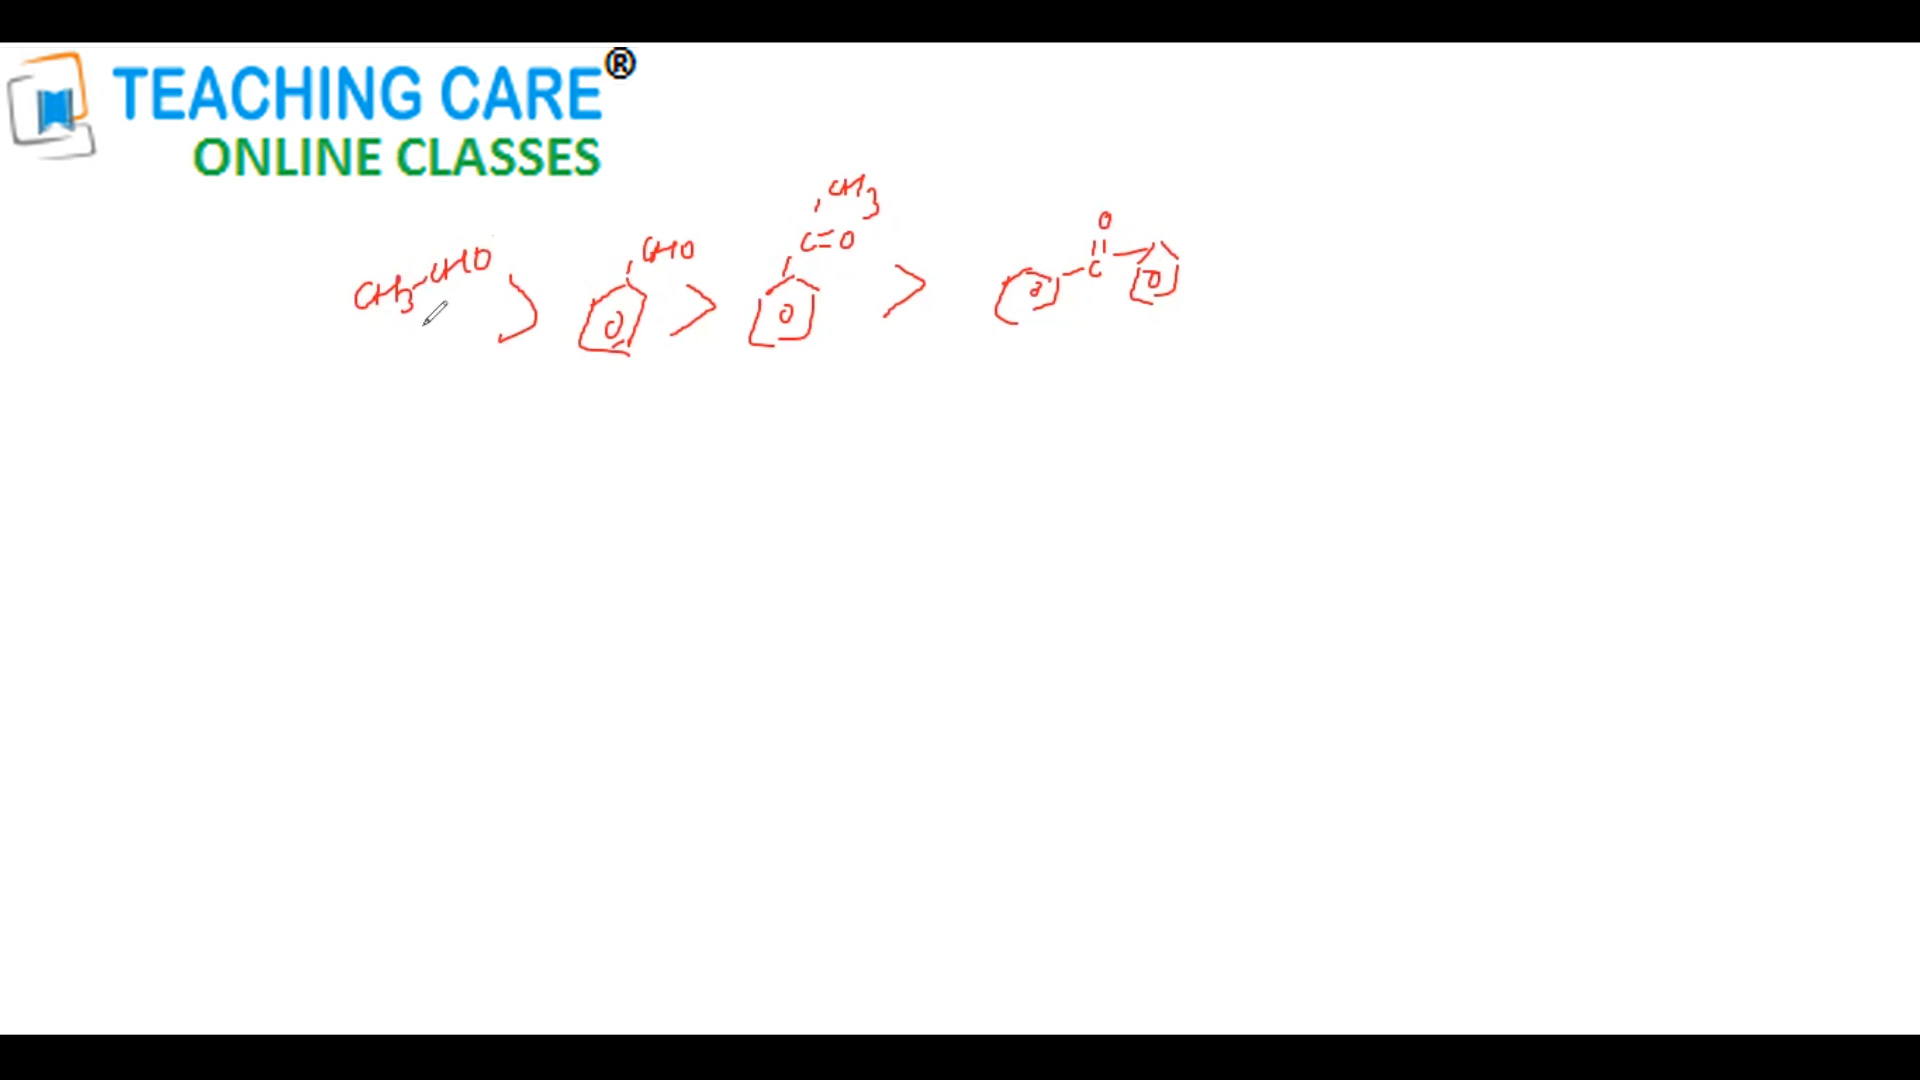 TEACHING CARE®
ONLINE CLASSES
CH3-CHO > CHO > CH3 C=O > O C